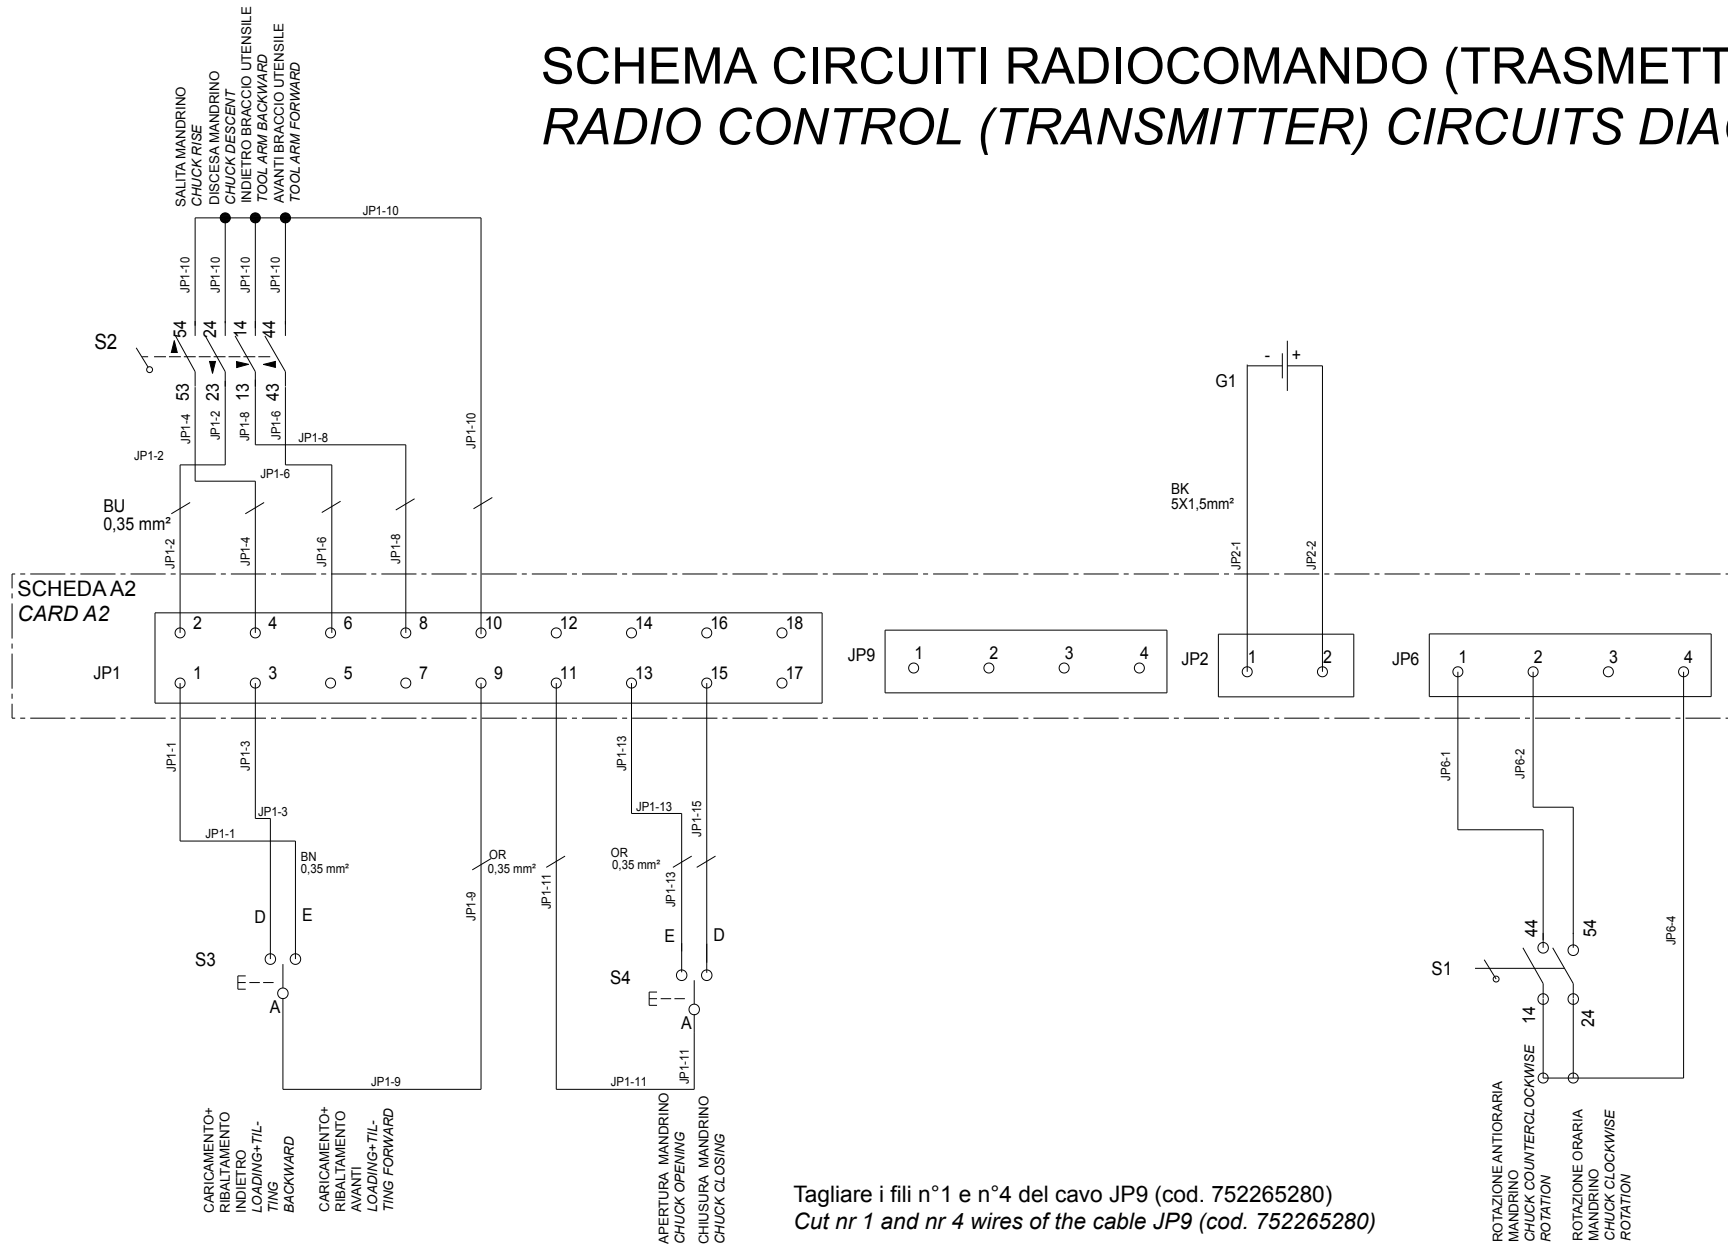 SCHEMA CIRCUITI RADIOCOMANDO (TRASMETT
RADIO CONTROL (TRANSMITTER) CIRCUITS DIA
SALITA MANDRINO
CHUCK RISE
DISCESA MANDRINO
CHUCK DESCENT
INDIETRO BRACCIO UTENSILE
TOOL ARM BACKWARD
AVANTI BRACCIO UTENSILE
TOOL ARM FORWARD
JP1-10
JP1-10
JP1-10
JP1-10
JP1-10
S2
54
24
14
44
53
23
13
43
JP1-4
JP1-2
JP1-8
JP1-6
JP1-10
JP1-8
JP1-2
JP1-6
BU
0,35 mm²
JP1-2
JP1-4
JP1-6
JP1-8
- +
G1
BK
5X1,5mm²
JP2-1
JP2-2
SCHEDA A2
CARD A2
2 4 6 8 10 12 14 16 18
JP1
1 3 5 7 9 11 13 15 17
JP9
1 2 3 4
JP2
1 2
JP6
1 2 3 4
JP1-1
JP1-3
JP1-13
JP6-1
JP6-2
JP1-3
JP1-1
JP1-13
JP1-15
BN
0,35 mm²
OR
0,35 mm²
OR
0,35 mm²
JP1-9
JP1-11
JP1-13
D
E
E
D
S3
E
A
S4
E
A
JP1-9
JP1-11
JP1-11
44
54
JP6-4
S1
14
24
CARICAMENTO+
RIBALTAMENTO
INDIETRO
LOADING+TIL-
TING
BACKWARD
CARICAMENTO+
RIBALTAMENTO
AVANTI
LOADING+TIL-
TING FORWARD
APERTURA MANDRINO
CHUCK OPENING
CHIUSURA MANDRINO
CHUCK CLOSING
Tagliare i fili n°1 e n°4 del cavo JP9 (cod. 752265280)
Cut nr 1 and nr 4 wires of the cable JP9 (cod. 752265280)
ROTAZIONE ANTIORARIA
MANDRINO
CHUCK COUNTERCLOCKWISE
ROTATION
ROTAZIONE ORARIA
MANDRINO
CHUCK CLOCKWISE
ROTATION